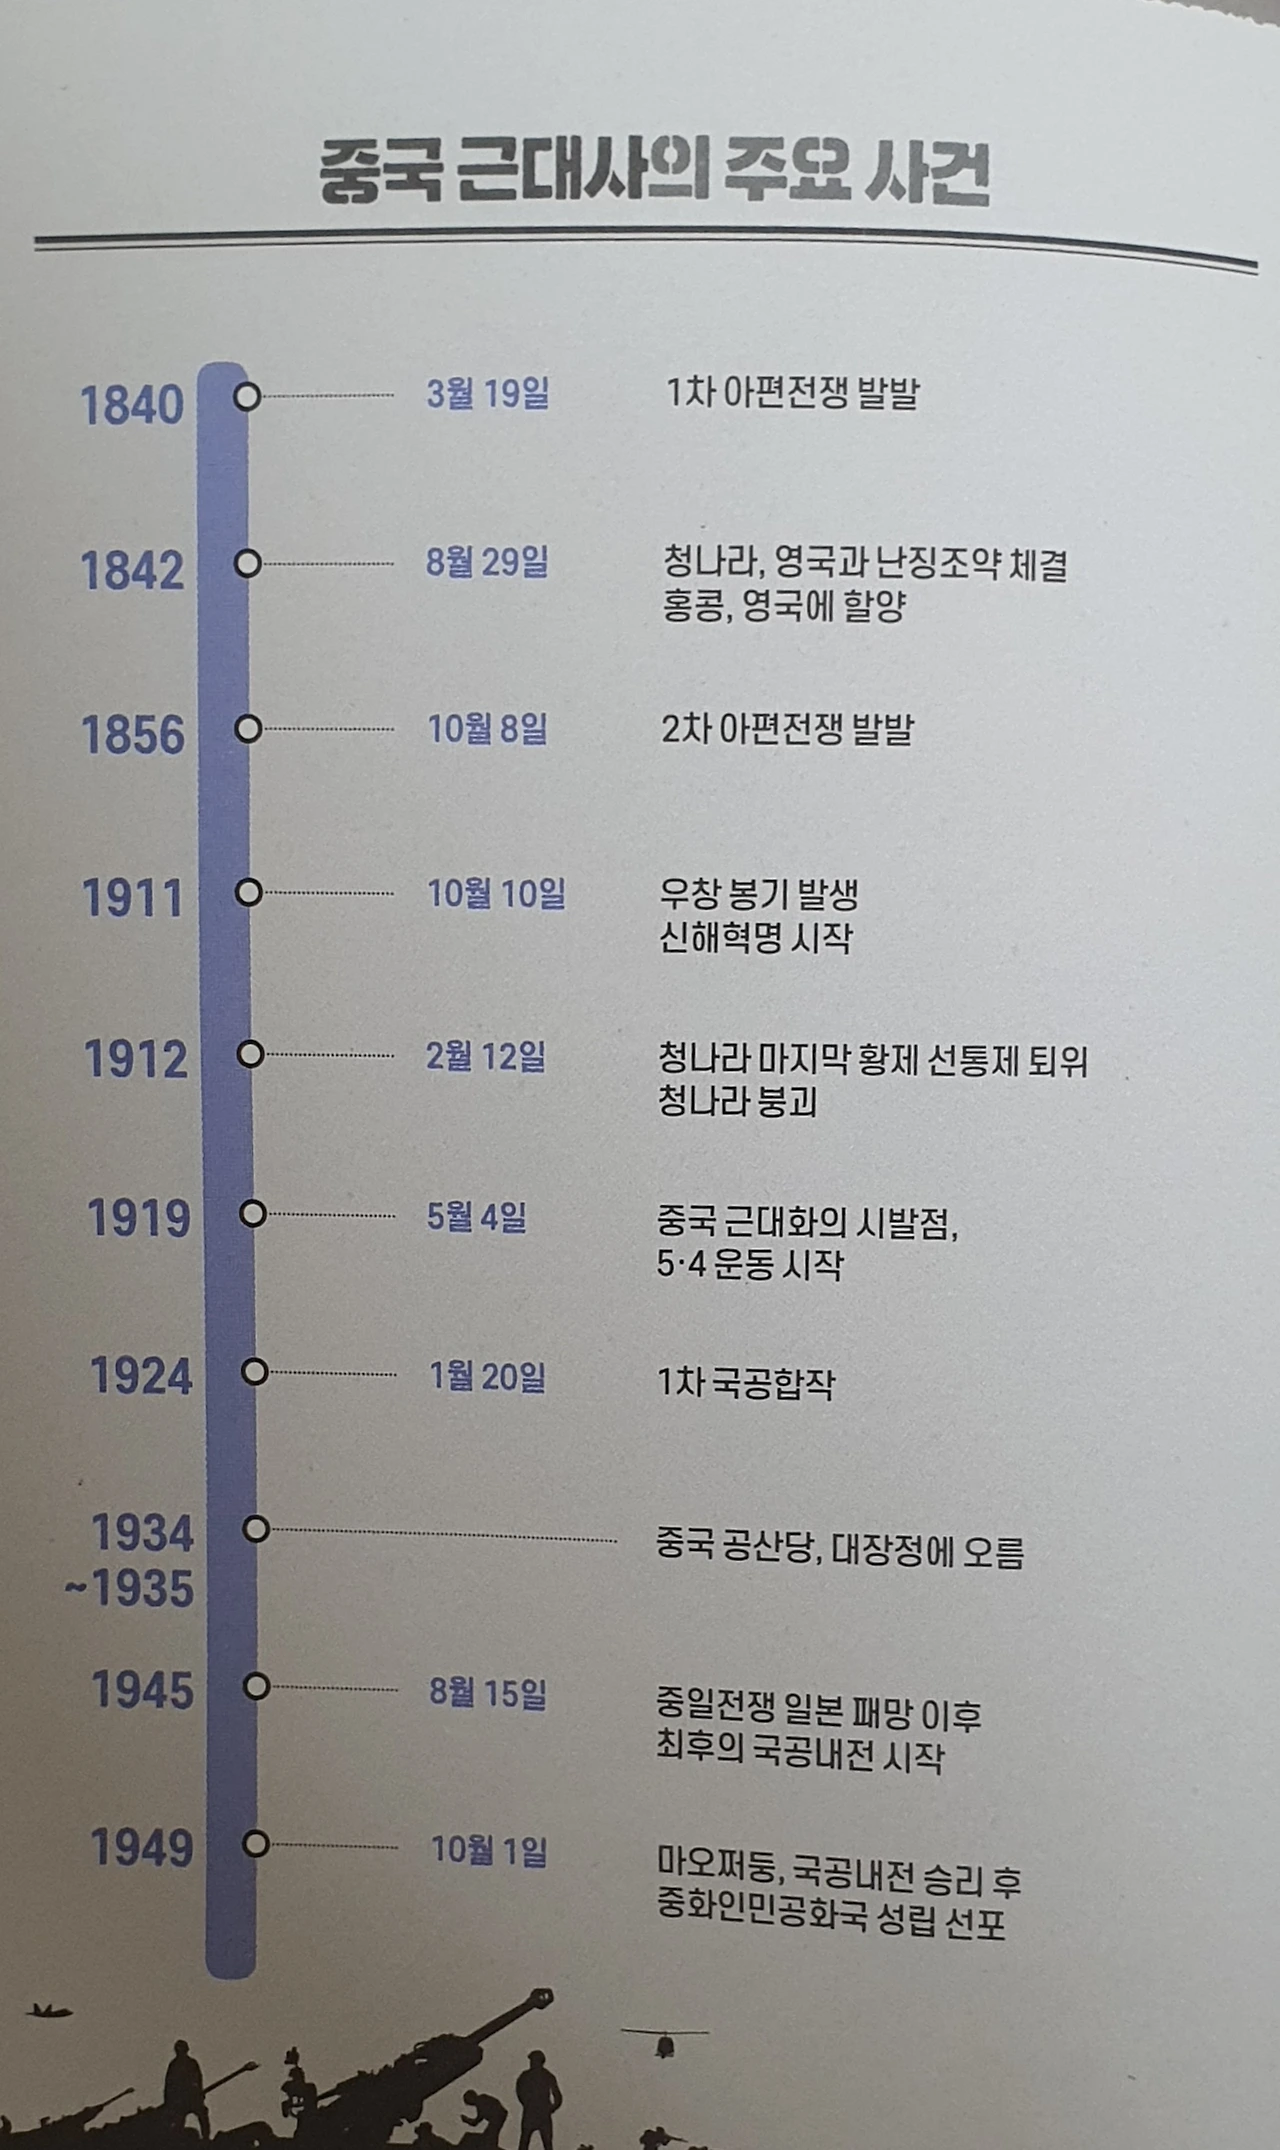 중국 근대사의 주요 사건
1840 3월 19일 1차 아편전쟁 발발
1842 8월 29일 청나라, 영국과 난징조약 체결
홍콩, 영국에 할양
1856 10월 8일 2차 아편전쟁 발발
1911 10월 10일 우창 봉기 발생
신해혁명 시작
1912 2월 12일 청나라 마지막 황제 선통제 퇴위
청나라 붕괴
1919 5월 4일 중국 근대화의 시발점,
5·4 운동 시작
1924 1월 20일 1차 국공합작
1934 중국 공산당, 대장정에 오름
~1935
1945 8월 15일 중일전쟁 일본 패망 이후
최후의 국공내전 시작
1949 10월 1일 마오쩌둥, 국공내전 승리 후
중화인민공화국 성립 선포